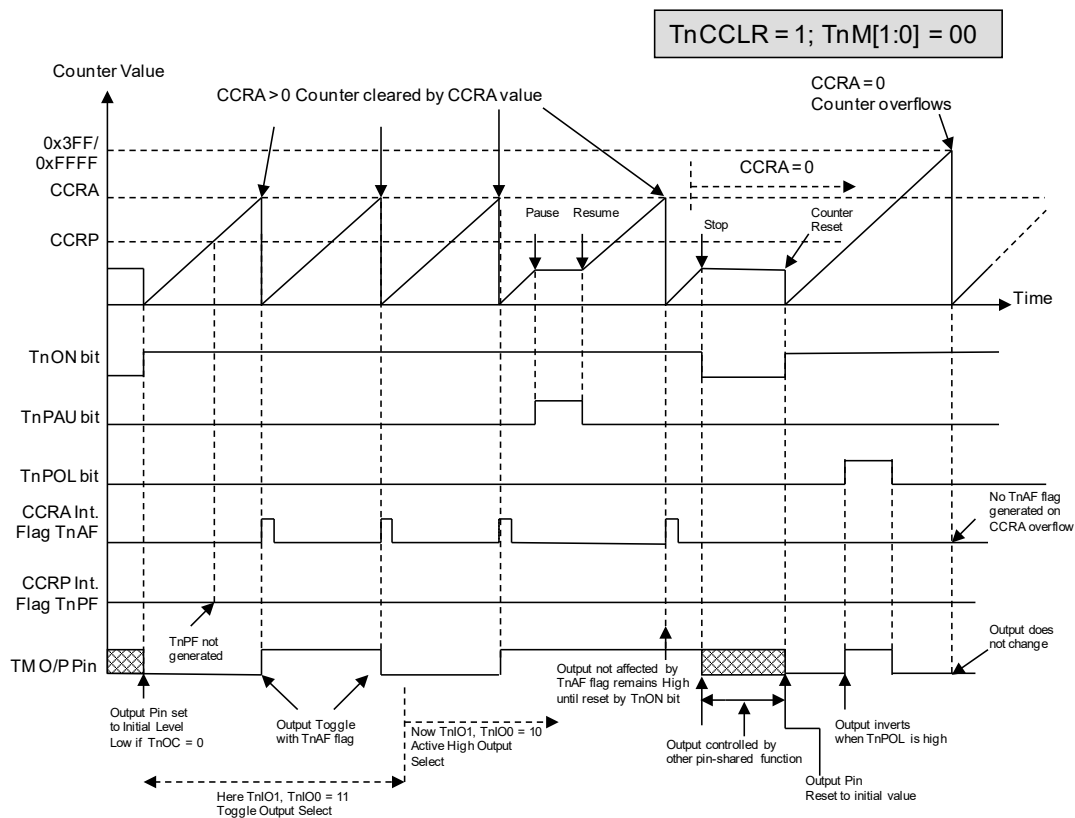 TnCCLR = 1; TnM[1:0] = 00
Counter Value
CCRA > 0 Counter cleared by CCRA value
CCRA = 0
Counter overflows
0x3FF/
0xFFFF
CCRA = 0
CCRA
Pause
Resume
Counter
Reset
Stop
CCRP
Time
TnON bit
TnPAU bit
TnPOL bit
No TnAF flag
generated on
CCRA overflow
CCRA Int.
Flag TnAF
CCRP Int.
Flag TnPF
TnPF not
generated
Output does
not change
TM O/P Pin
Output not affected by
TnAF flag remains High
until reset by TnON bit
Output Pin set
to Initial Level
Low if TnOC = 0
Output Toggle
with TnAF flag
Now TnIO1, TnIO0 = 10
Active High Output
Select
Output controlled by
other pin-shared function
Output inverts
when TnPOL is high
Output Pin
Reset to initial value
Here TnIO1, TnIO0 = 11
Toggle Output Select